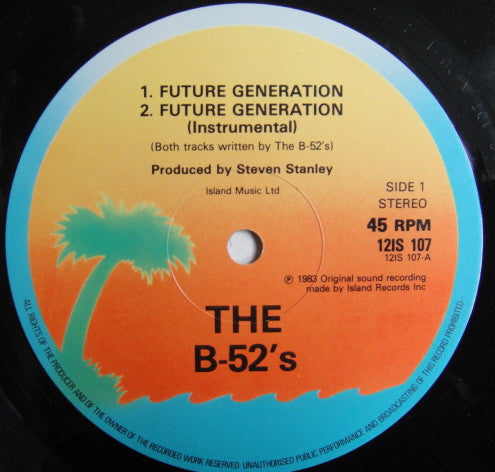 1. FUTURE GENERATION
2. FUTURE GENERATION
(Instrumental)
(Both tracks written by The B-52's)
Produced by Steven Stanley
Island Music Ltd
SIDE 1
STEREO
45 RPM
12IS 107
12IS 107-A
℗ 1983 Original sound recording
made by Island Records Inc
THE
B-52's
ALL RIGHTS OF THE PRODUCER AND OF THE OWNER OF THE RECORDED WORK RESERVED · UNAUTHORISED PUBLIC PERFORMANCE AND BROADCASTING OF THIS RECORD PROHIBITED